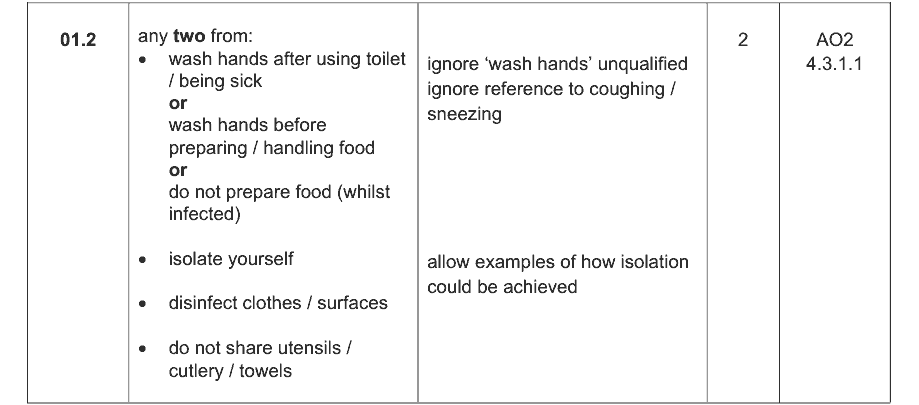 01.2
any two from:
• wash hands after using toilet
/ being sick
or
wash hands before
preparing / handling food
or
do not prepare food (whilst
infected)
• isolate yourself
• disinfect clothes / surfaces
• do not share utensils /
cutlery / towels
ignore ‘wash hands’ unqualified
ignore reference to coughing /
sneezing
allow examples of how isolation
could be achieved
2
AO2
4.3.1.1